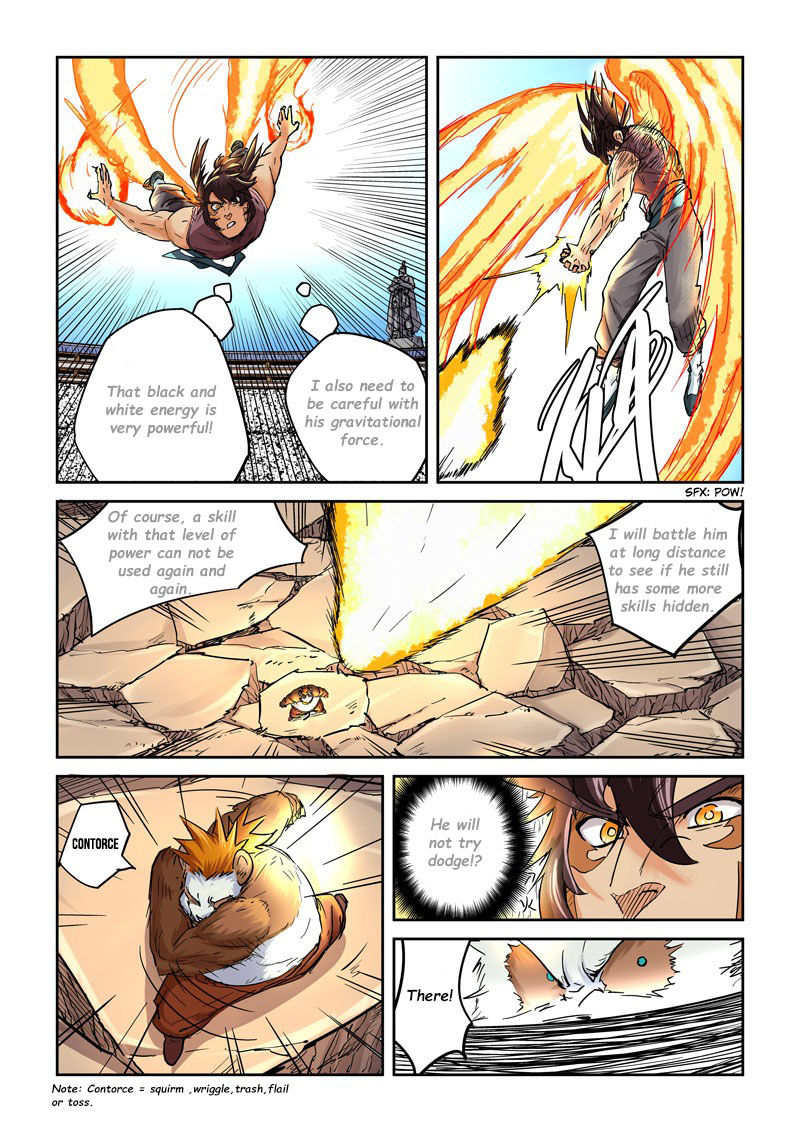 That black and
white energy is
very powerful!
I also need to
be careful with
his gravitational
force.
SFX: POW!
Of course, a skill
with that level of
power can not be
used again and
again.
I will battle him
at long distance
to see if he still
has some more
skills hidden.
CONTORCE
He will
not try
dodge!?
There!
Note: Contorce = squirm ,wriggle,trash,flail
or toss.